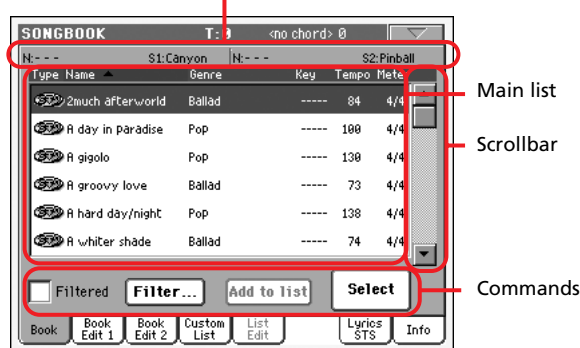 SONGBOOK T: 0 <no chord> 0
N:--- S1:Canyon N:--- S2:Pinball
Type Name Genre Key Tempo Meter
2much afterworld Ballad ----- 84 4/4
A day in paradise Pop ----- 100 4/4
A gigolo Pop ----- 130 4/4
A groovy love Ballad ----- 73 4/4
A hard day/night Pop ----- 138 4/4
A whiter shade Ballad ----- 74 4/4
Main list
Scrollbar
Filtered Filter... Add to list Select
Commands
Book Book Edit 1 Book Edit 2 Custom List List Edit Lyrics STS Info